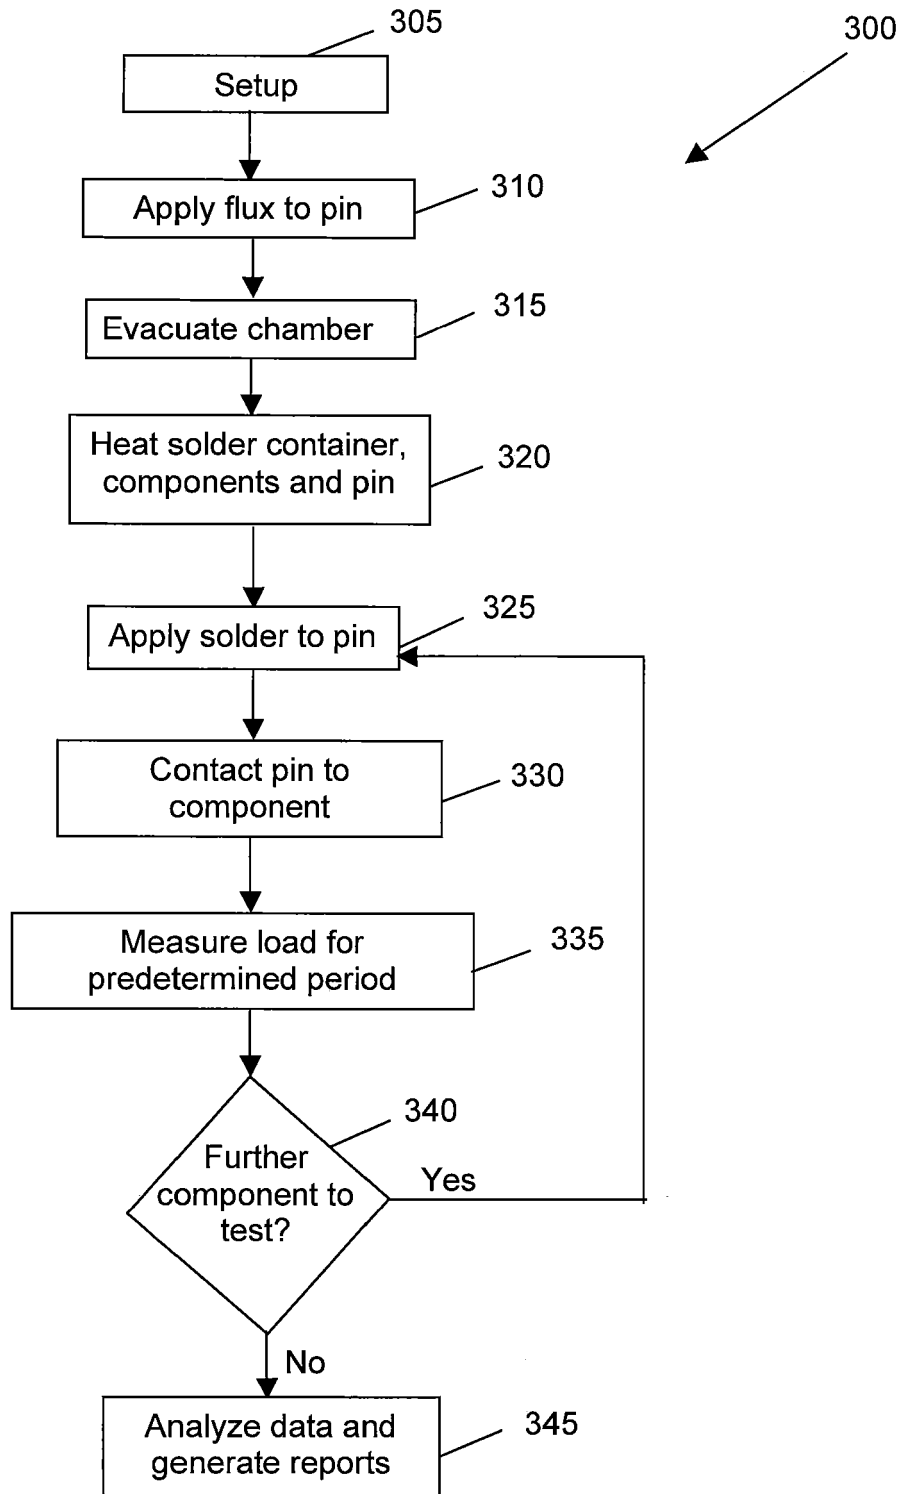 305
300
Setup
310
Apply flux to pin
315
Evacuate chamber
Heat solder container,
components and pin
320
325
Apply solder to pin
Contact pin to
component
330
Measure load for
predetermined period
335
340
Further
component to
test?
Yes
No
Analyze data and
generate reports
345